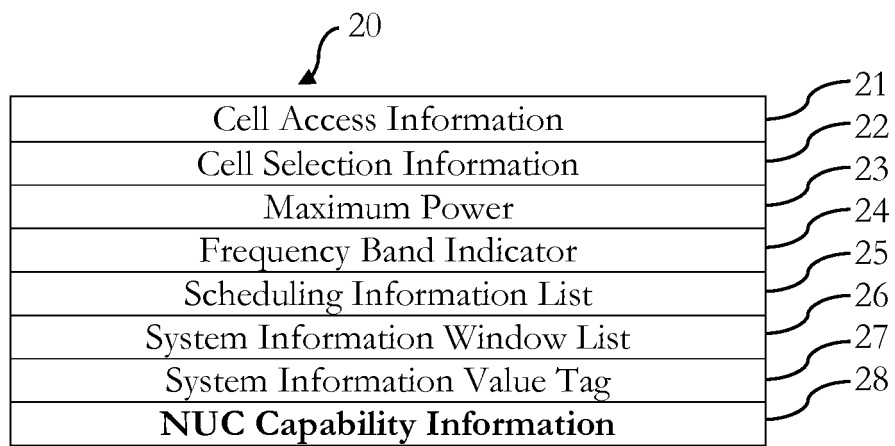 20
Cell Access Information 21
Cell Selection Information 22
Maximum Power 23
Frequency Band Indicator 24
Scheduling Information List 25
System Information Window List 26
System Information Value Tag 27
NUC Capability Information 28